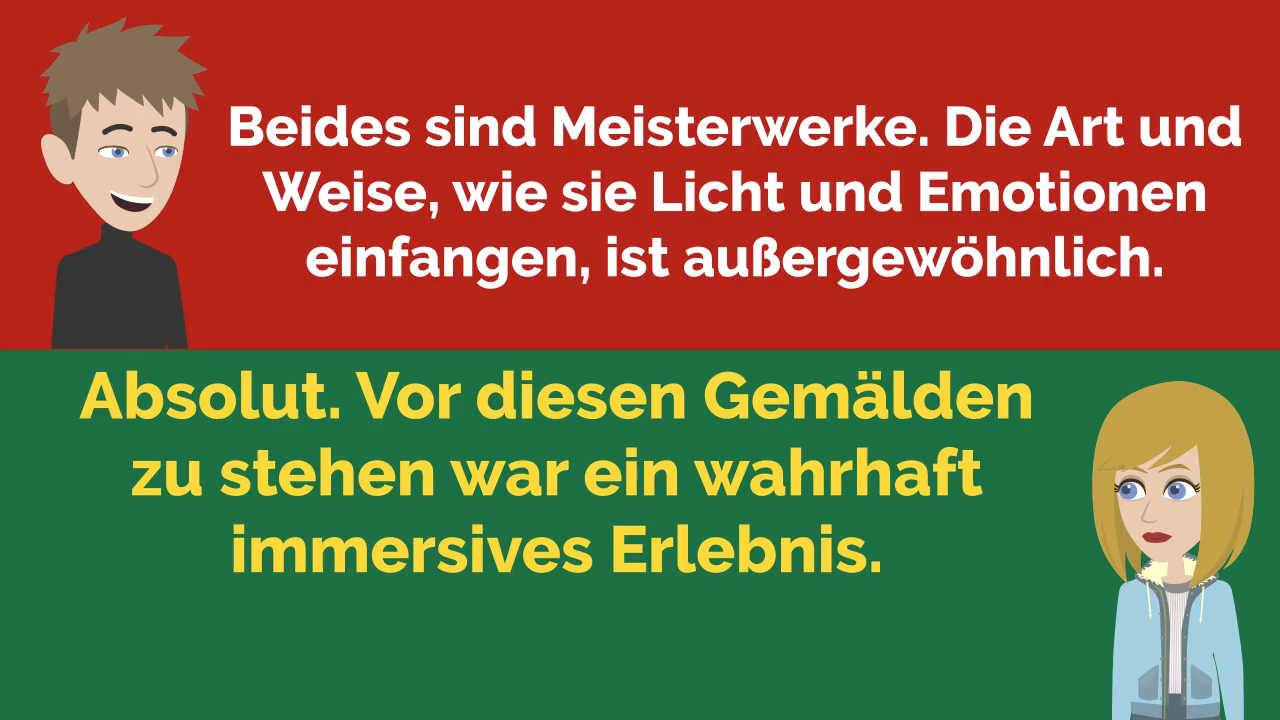 Beides sind Meisterwerke. Die Art und
Weise, wie sie Licht und Emotionen
einfangen, ist außergewöhnlich.
Absolut. Vor diesen Gemälden
zu stehen war ein wahrhaft
immersives Erlebnis.